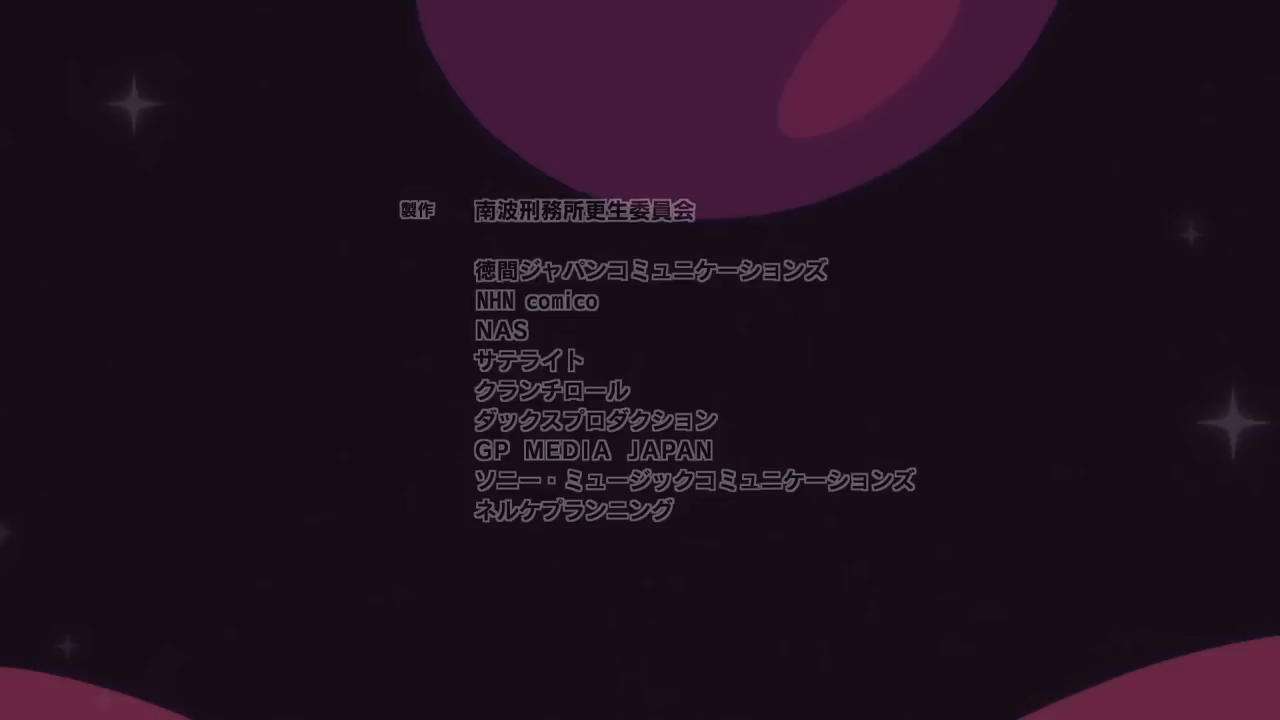 製作 南波刑務所更生委員会
徳間ジャパンコミュニケーションズ
NHN comico
NAS
サテライト
クランチロール
ダックスプロダクション
GP MEDIA JAPAN
ソニー・ミュージックコミュニケーションズ
ネルケプランニング